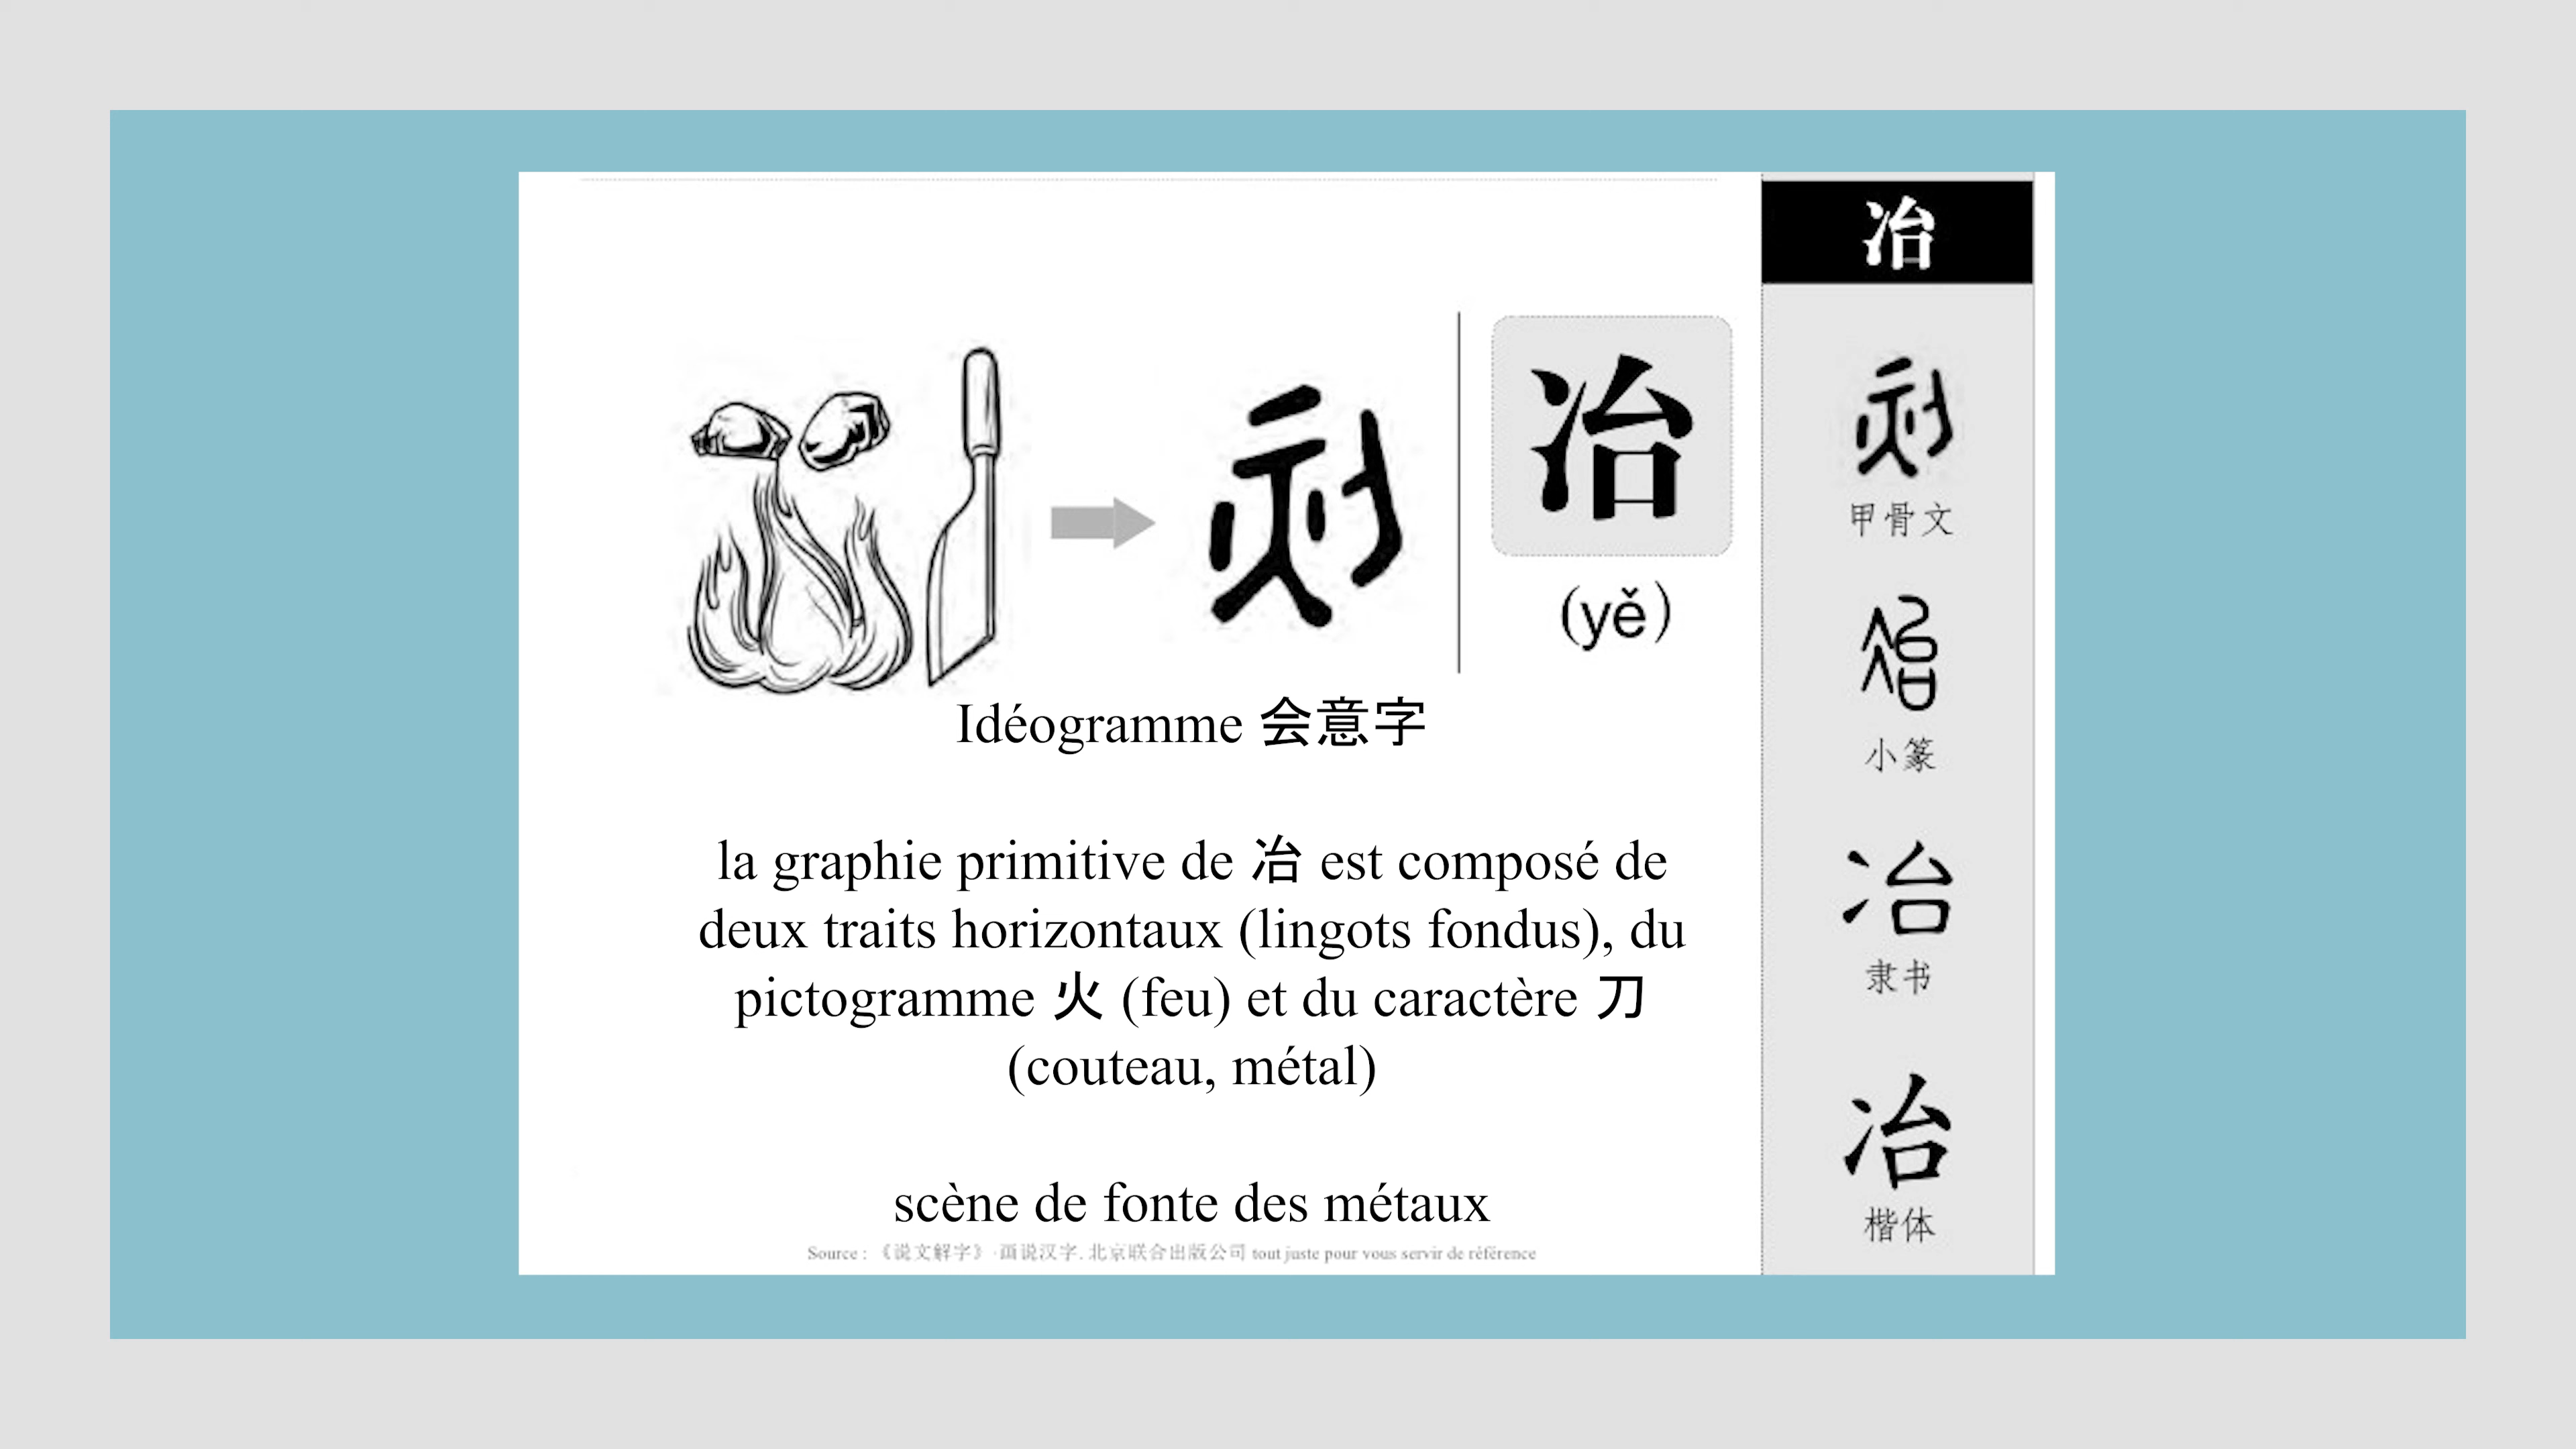 冶
冶
(yě)
Idéogramme 会意字
la graphie primitive de 冶 est composé de
deux traits horizontaux (lingots fondus), du
pictogramme 火 (feu) et du caractère 刀
(couteau, métal)
scène de fonte des métaux
Source : 《说文解字》·画说汉字. 北京联合出版公司 tout juste pour vous servir de référence
甲骨文
小篆
冶
隶书
冶
楷体